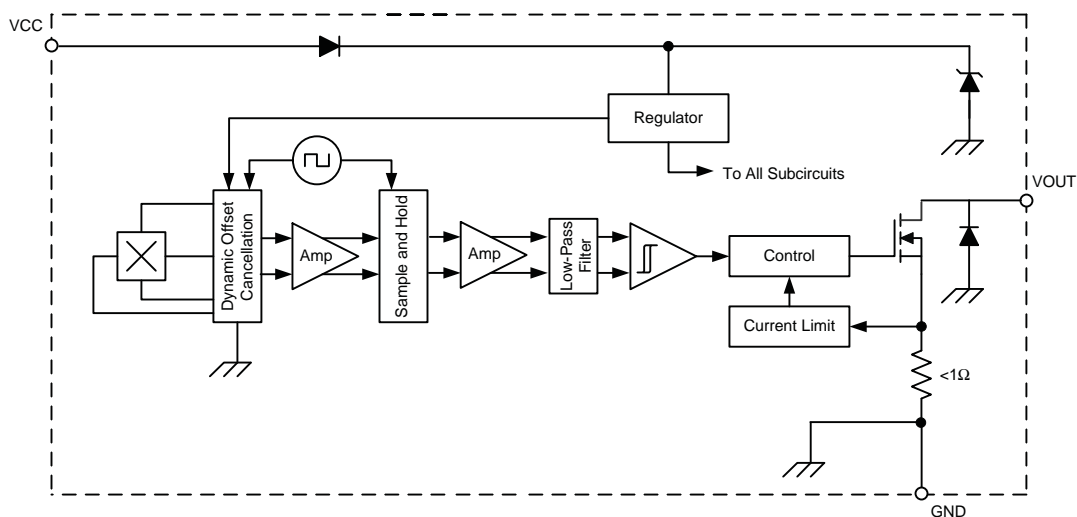 VCC
Regulator
To All Subcircuits
VOUT
Dynamic Offset
Cancellation
Amp
Sample and Hold
Amp
Low-Pass
Filter
Control
Current Limit
<1Ω
GND